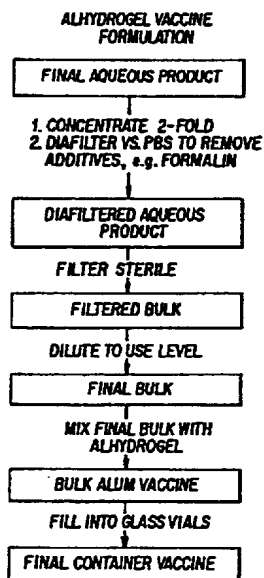 ALHYDROGEL VACCINE
FORMULATION
FINAL AQUEOUS PRODUCT
1. CONCENTRATE 2-FOLD
2. DIAFILTER VS. PBS TO REMOVE
ADDITIVES, e.g. FORMALIN
DIAFILTERED AQUEOUS
PRODUCT
FILTER STERILE
FILTERED BULK
DILUTE TO USE LEVEL
FINAL BULK
MIX FINAL BULK WITH
ALHYDROGEL
BULK ALUM VACCINE
FILL INTO GLASS VIALS
FINAL CONTAINER VACCINE